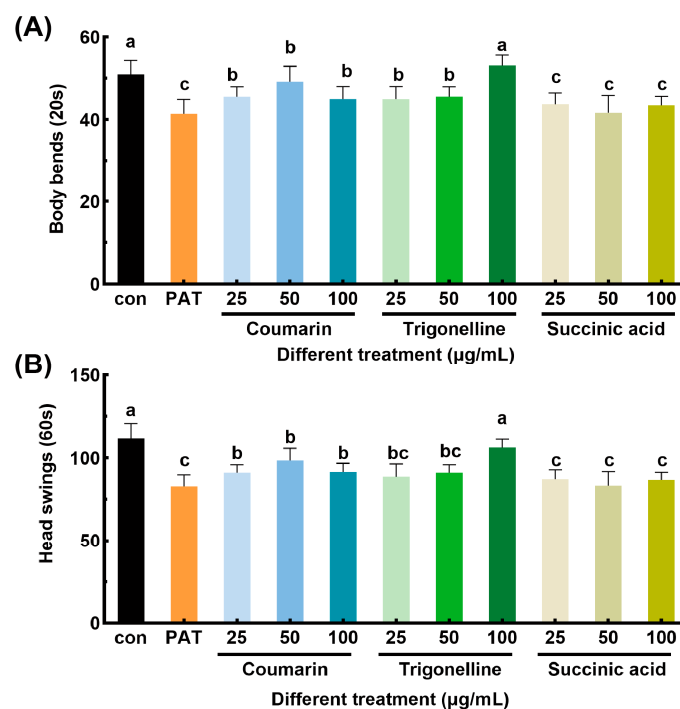 (A)
Body bends (20s)
60
40
20
0
a
c
b
b
b
b
b
a
c
c
c
con PAT 25 50 100 25 50 100 25 50 100
Coumarin Trigonelline Succinic acid
Different treatment (μg/mL)
(B)
Head swings (60s)
150
100
50
0
a
c
b
b
b
bc
bc
a
c
c
c
con PAT 25 50 100 25 50 100 25 50 100
Coumarin Trigonelline Succinic acid
Different treatment (μg/mL)